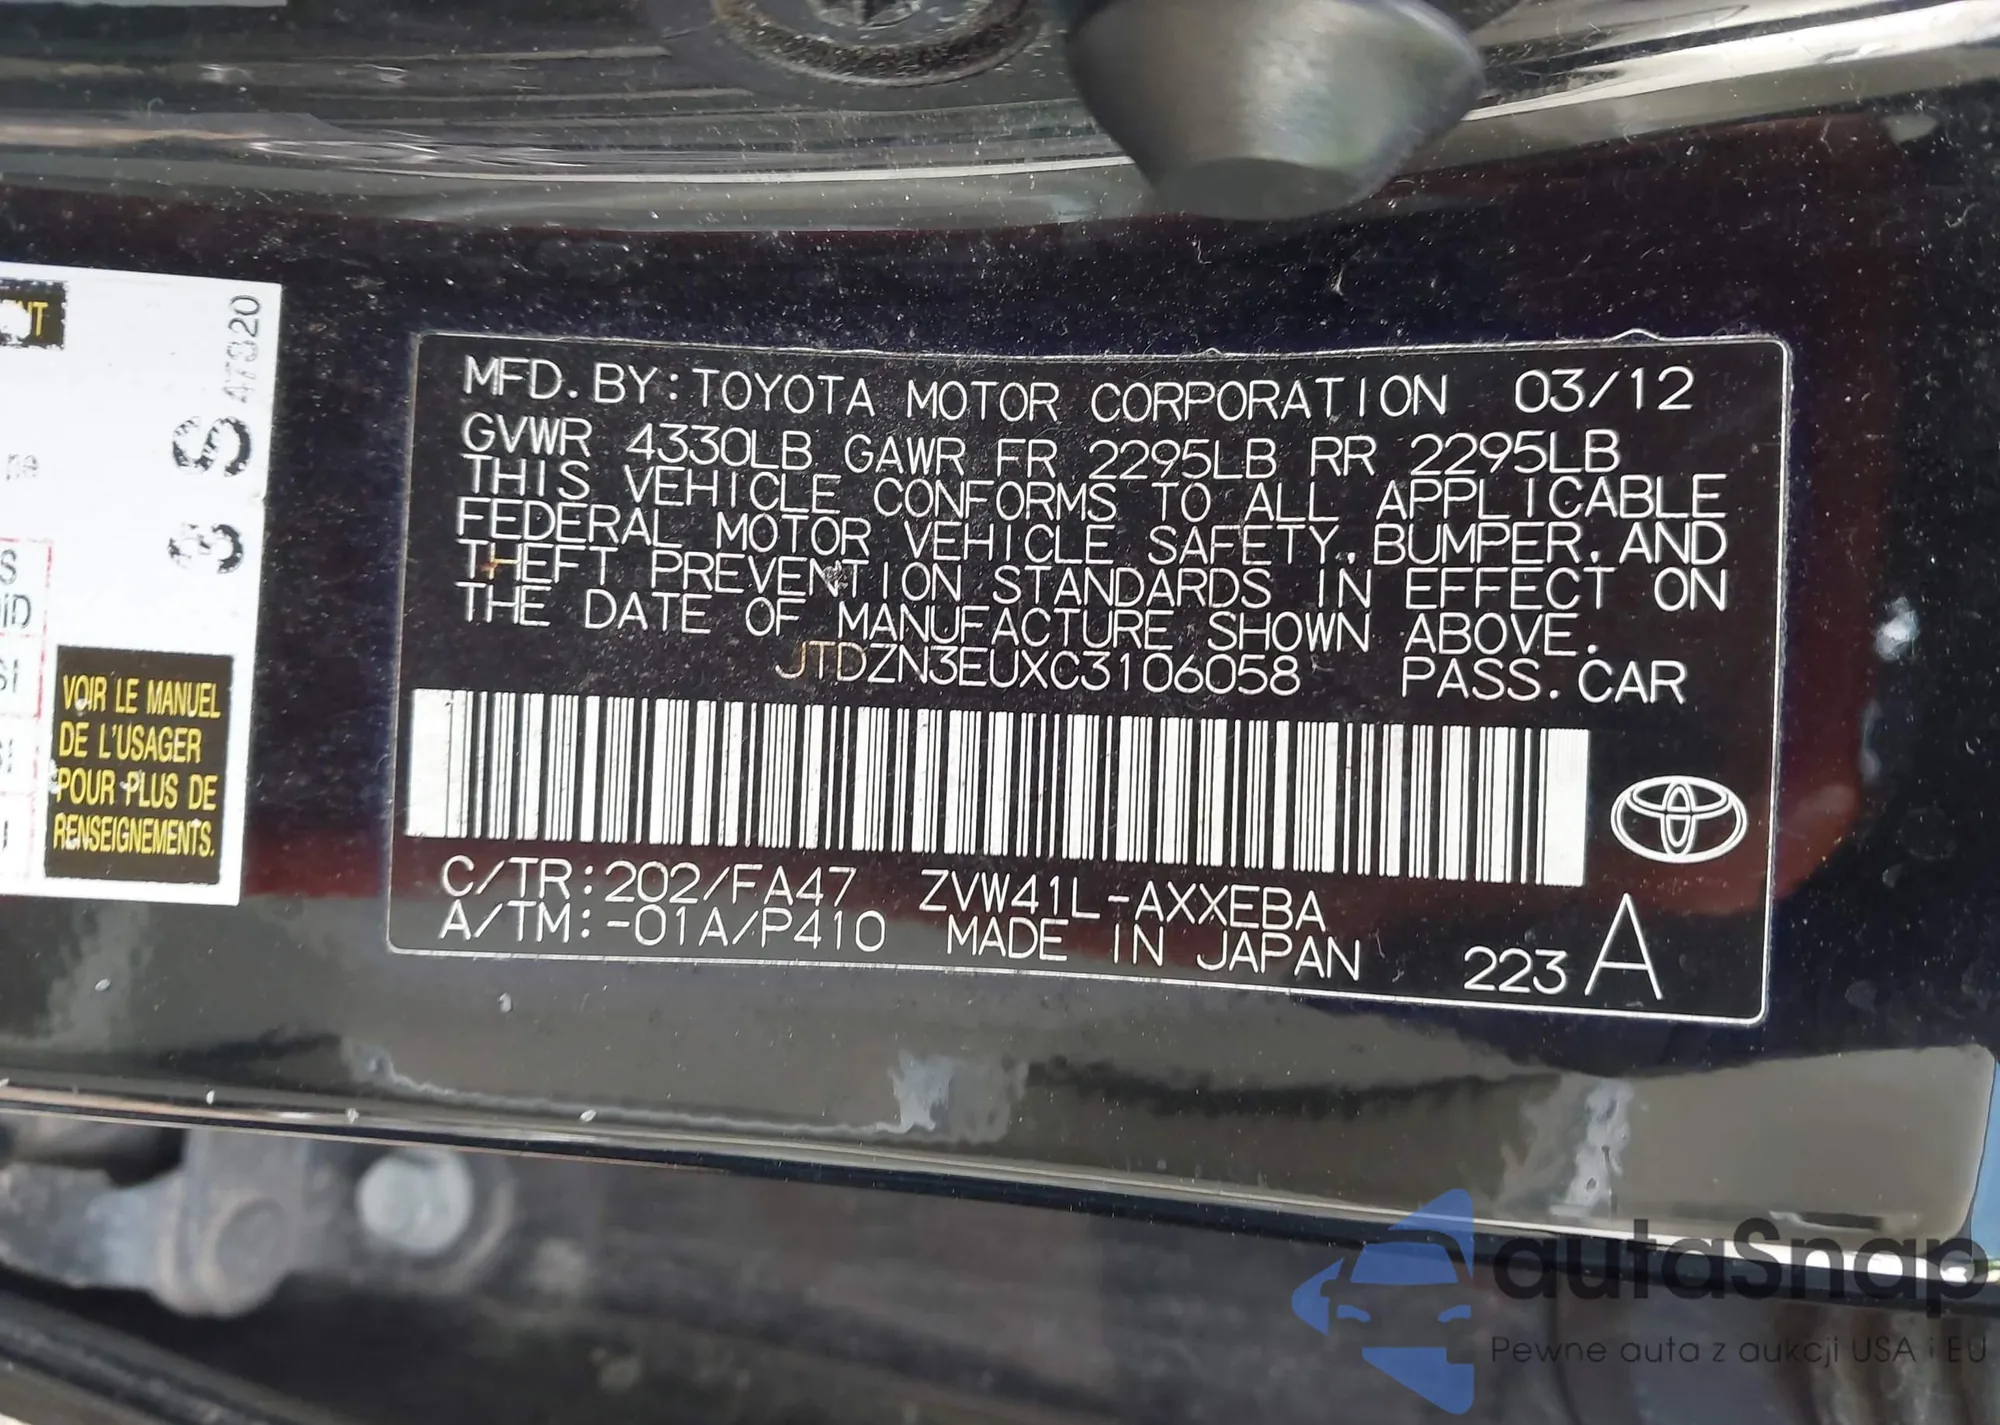 MFD. BY: TOYOTA MOTOR CORPORATION 03/12
GVWR 4330LB GAWR FR 2295LB RR 2295LB
THIS VEHICLE CONFORMS TO ALL APPLICABLE
FEDERAL MOTOR VEHICLE SAFETY, BUMPER, AND
THEFT PREVENTION STANDARDS IN EFFECT ON
THE DATE OF MANUFACTURE SHOWN ABOVE.
JTDZN3EUXC3106058 PASS. CAR
C/TR: 202/FA47 ZVW41L-AXXEBA
A/TM: -01A/P410 MADE IN JAPAN 223 A
VOIR LE MANUEL
DE L'USAGER
POUR PLUS DE
RENSEIGNEMENTS.
autaSnap
Pewne auta z aukcji USA i EU